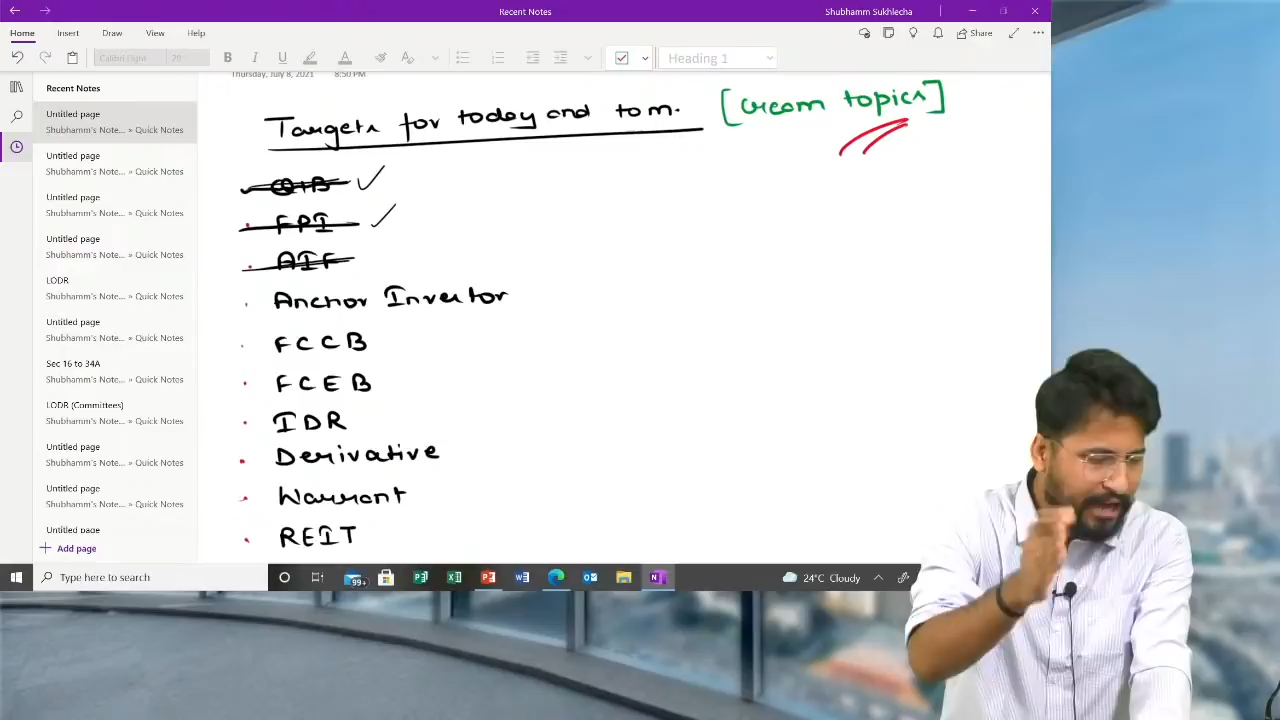 Recent Notes
Shubhamm Sukhlecha
Home Insert Draw View Help
Share
Calibri Light 20
Heading 1
Thursday, July 8, 2021 8:50 PM
Recent Notes
Untitled page
Shubhamm's Note... » Quick Notes
Untitled page
Shubhamm's Note... » Quick Notes
Untitled page
Shubhamm's Note... » Quick Notes
Untitled page
Shubhamm's Note... » Quick Notes
LODR
Shubhamm's Note... » Quick Notes
Untitled page
Shubhamm's Note... » Quick Notes
Sec 16 to 34A
Shubhamm's Note... » Quick Notes
LODR (Committees)
Shubhamm's Note... » Quick Notes
Untitled page
Shubhamm's Note... » Quick Notes
Untitled page
Shubhamm's Note... » Quick Notes
Untitled page
Add page
Targets for today and tom. [Cream topics]
QIB
FPI
AIF
Anchor Investor
FCCB
FCEB
IDR
Derivative
Warrant
REIT
Type here to search
99+
24°C Cloudy